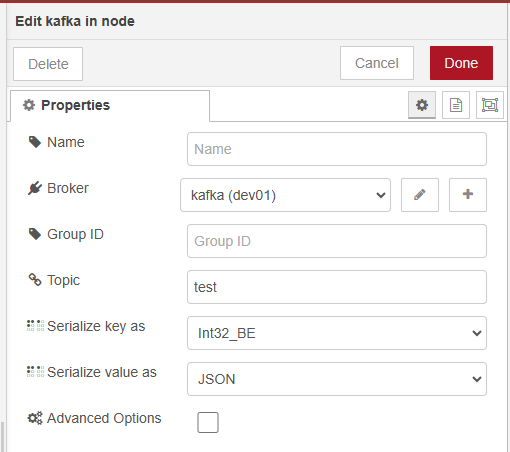 Edit kafka in node
Delete
Cancel
Done
Properties
Name
Name
Broker
kafka (dev01)
Group ID
Group ID
Topic
test
Serialize key as
Int32_BE
Serialize value as
JSON
Advanced Options